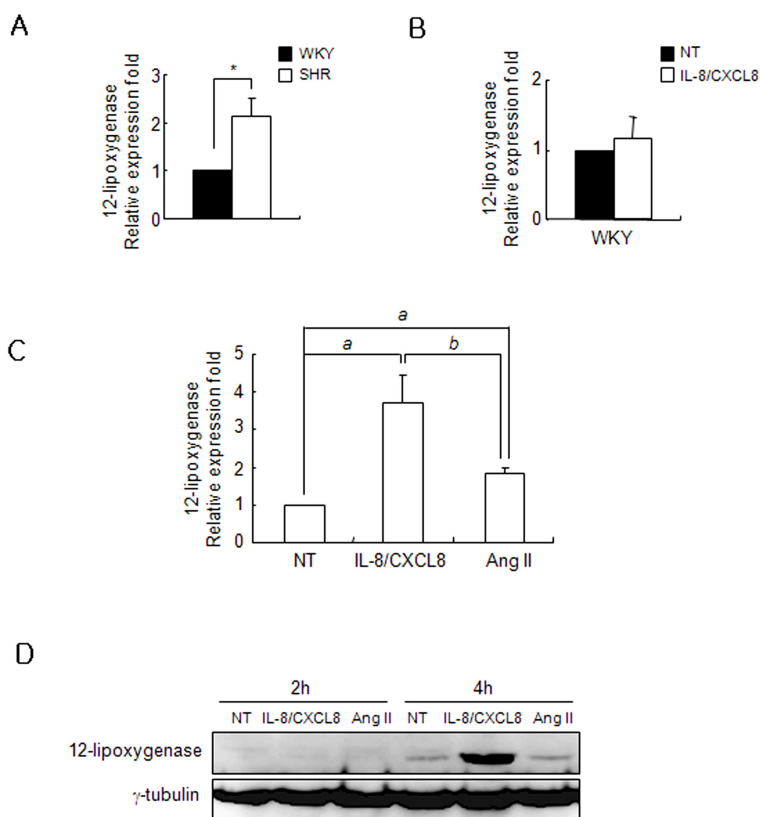 A
WKY
SHR
*
12-lipoxygenase
Relative expression fold
3
2
1
0
B
NT
IL-8/CXCL8
12-lipoxygenase
Relative expression fold
2
1
0
WKY
C
a
a
b
12-lipoxygenase
Relative expression fold
5
4
3
2
1
0
NT IL-8/CXCL8 Ang II
D
2h 4h
NT IL-8/CXCL8 Ang II NT IL-8/CXCL8 Ang II
12-lipoxygenase
γ-tubulin